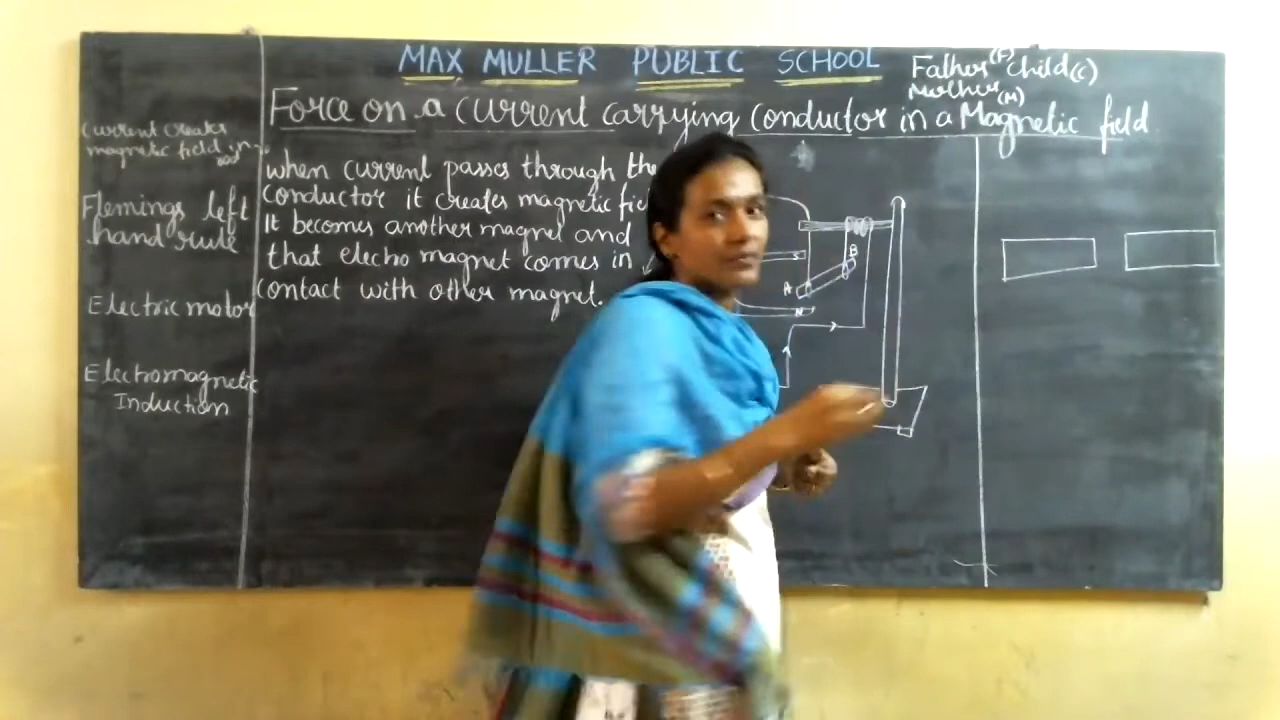 MAX MULLER PUBLIC SCHOOL
Father (F) Child (C)
Mother (M)
Force on a current carrying conductor in a Magnetic field
Current creates
magnetic field in
Flemings left
hand rule
Electric motor
Electromagnetic
Induction
when current passes through the
conductor it creates magnetic fie
It becomes another magnet and
that electro magnet comes in
contact with other magnet.
S
B
A
N